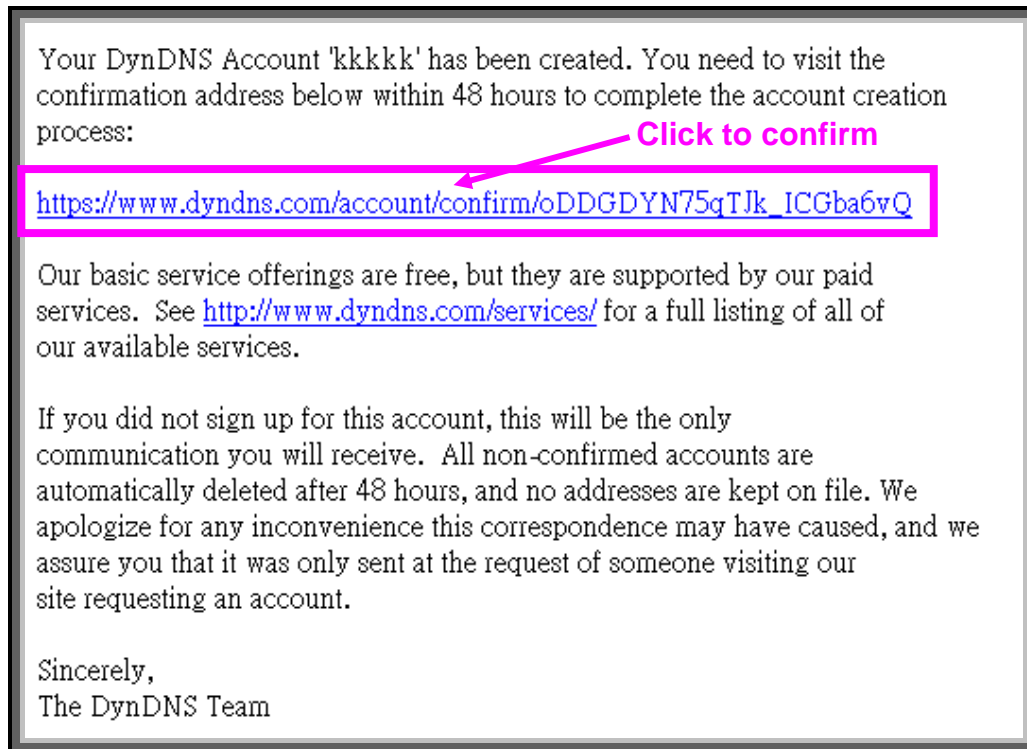 Your DynDNS Account 'kkkkk' has been created. You need to visit the
confirmation address below within 48 hours to complete the account creation
process:
Click to confirm
https://www.dyndns.com/account/confirm/oDDGDYN75qTJk_ICGba6vQ
Our basic service offerings are free, but they are supported by our paid
services.  See http://www.dyndns.com/services/ for a full listing of all of
our available services.
If you did not sign up for this account, this will be the only
communication you will receive.  All non-confirmed accounts are
automatically deleted after 48 hours, and no addresses are kept on file. We
apologize for any inconvenience this correspondence may have caused, and we
assure you that it was only sent at the request of someone visiting our
site requesting an account.
Sincerely,
The DynDNS Team